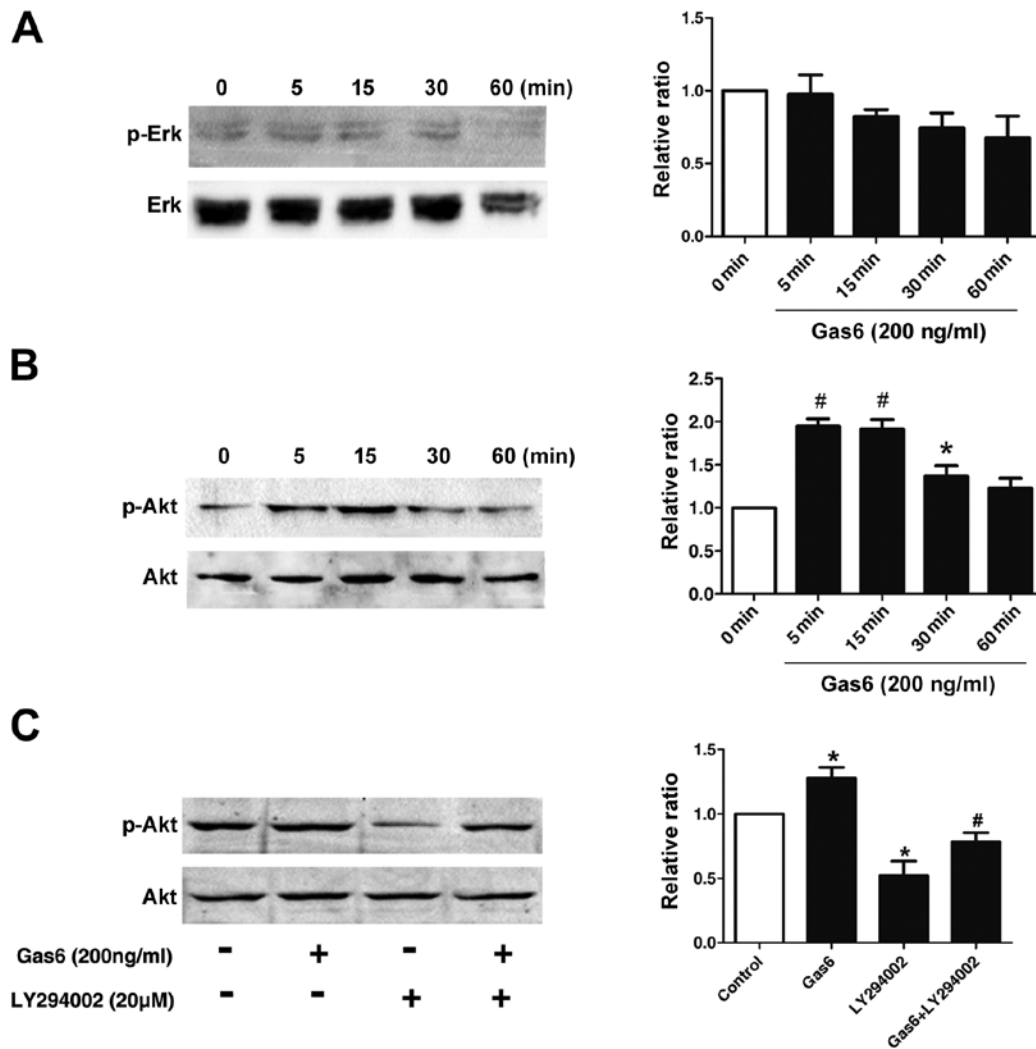 A
0 5 15 30 60 (min)
p-Erk
Erk
Relative ratio
1.5
1.0
0.5
0.0
0 min
5 min
15 min
30 min
60 min
Gas6 (200 ng/ml)
B
0 5 15 30 60 (min)
p-Akt
Akt
Relative ratio
2.5
2.0
1.5
1.0
0.5
0.0
# # *
0 min
5 min
15 min
30 min
60 min
Gas6 (200 ng/ml)
C
p-Akt
Akt
Gas6 (200ng/ml) - + - +
LY294002 (20µM) - - + +
Relative ratio
1.5
1.0
0.5
0.0
* * #
Control
Gas6
LY294002
Gas6+LY294002